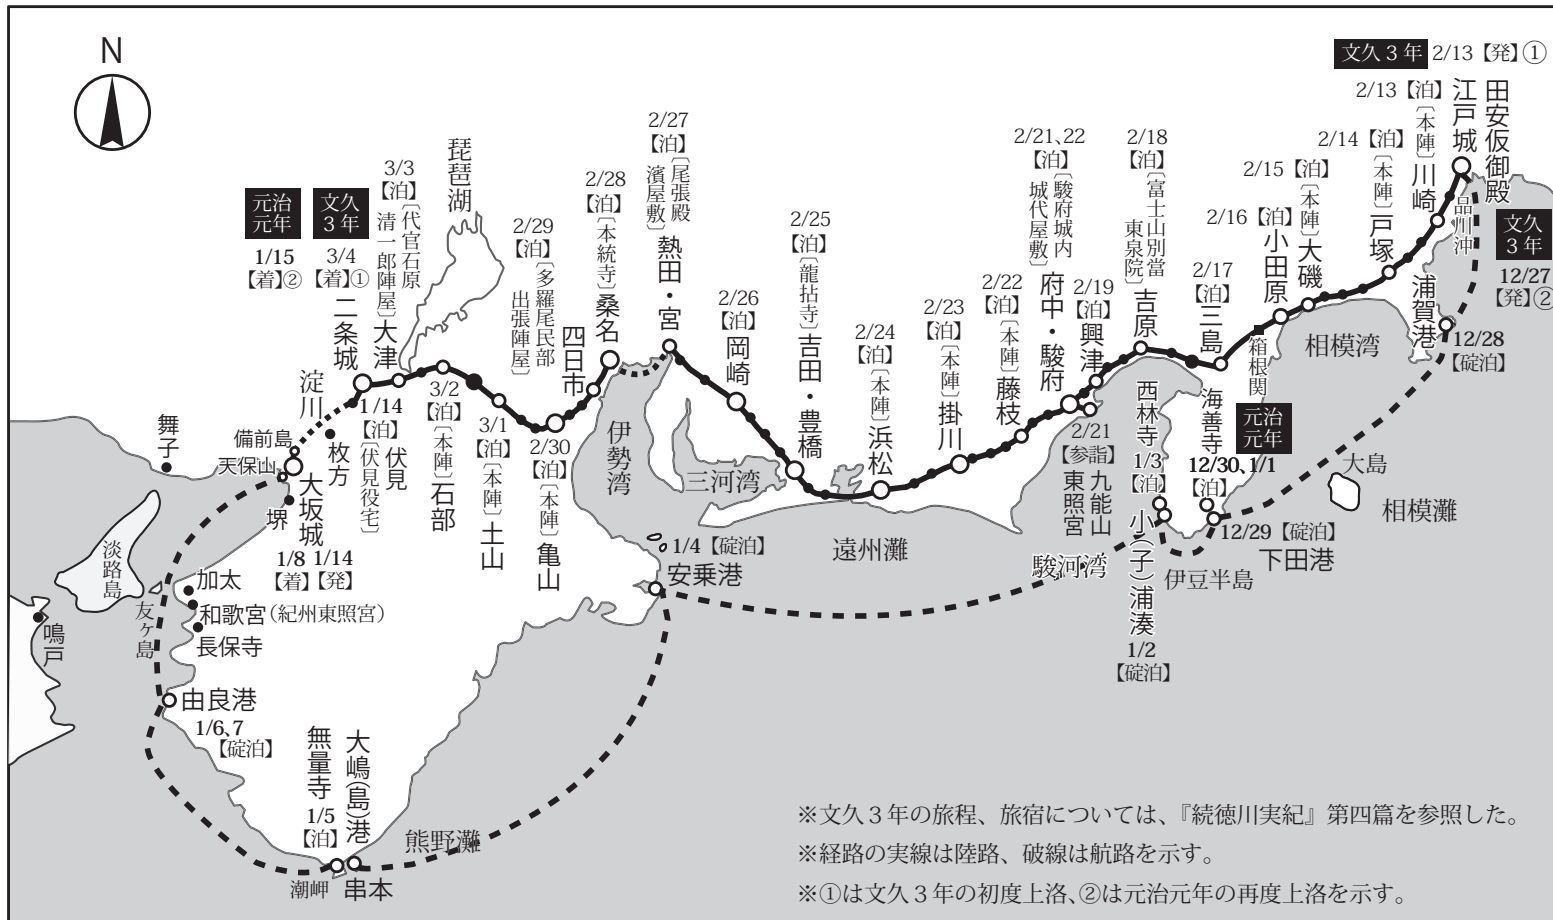 N
文久３年 2/13【発】①
田安仮御殿
江戸城
品川沖
文久
３年
12/27
【発】②
2/13【泊】
〔本陣〕川崎
2/14【泊】
〔本陣〕戸塚
2/15【泊】
〔本陣〕大磯
2/16【泊】
小田原
箱根関
2/17
【泊】
三島
2/18
【泊】
〔富士山別當
東泉院〕
吉原
2/19
【泊】
興津
2/21、22
【泊】
〔駿府城内
城代屋敷〕
府中・駿府
2/21
【参詣】
九能山
東照宮
2/22
【泊】
〔本陣〕
藤枝
2/23
【泊】
〔本陣〕
掛川
2/24
【泊】
〔本陣〕
浜松
2/25
【泊】
〔龍拈寺〕
吉田・豊橋
2/26
【泊】
岡崎
2/27
【泊】
〔尾張殿
濱屋敷〕
熱田・宮
2/28
【泊】
〔本統寺〕
桑名
四日市
2/29
【泊】
〔多羅尾民部
出張陣屋〕
2/30
【泊】
〔本陣〕
亀山
3/1
【泊】
〔本陣〕
土山
3/2
【泊】
〔本陣〕
石部
琵琶湖
3/3
【泊】
〔代官石原
清一郎陣屋〕
大津
文久
３年
3/4
【着】①
二条城
元治
元年
1/15
【着】②
1/14
【泊】
伏見
〔伏見役宅〕
淀川
枚方
備前島
天保山
大坂城
1/8
【着】
1/14
【発】
堺
舞子
淡路島
友ヶ島
鳴戸
加太
和歌宮（紀州東照宮）
長保寺
由良港
1/6、7
【碇泊】
無量寺
1/5
【泊】
大嶋(島)港
潮岬
串本
熊野灘
伊勢湾
三河湾
1/4【碇泊】
安乗港
遠州灘
駿河湾
西林寺
1/3
【泊】
小(子)浦湊
1/2
【碇泊】
伊豆半島
海善寺
元治
元年
12/30、1/1
【泊】
12/29【碇泊】
下田港
大島
相模灘
相模湾
浦賀港
12/28
【碇泊】
※文久３年の旅程、旅宿については、『続徳川実紀』第四篇を参照した。
※経路の実線は陸路、破線は航路を示す。
※①は文久３年の初度上洛、②は元治元年の再度上洛を示す。